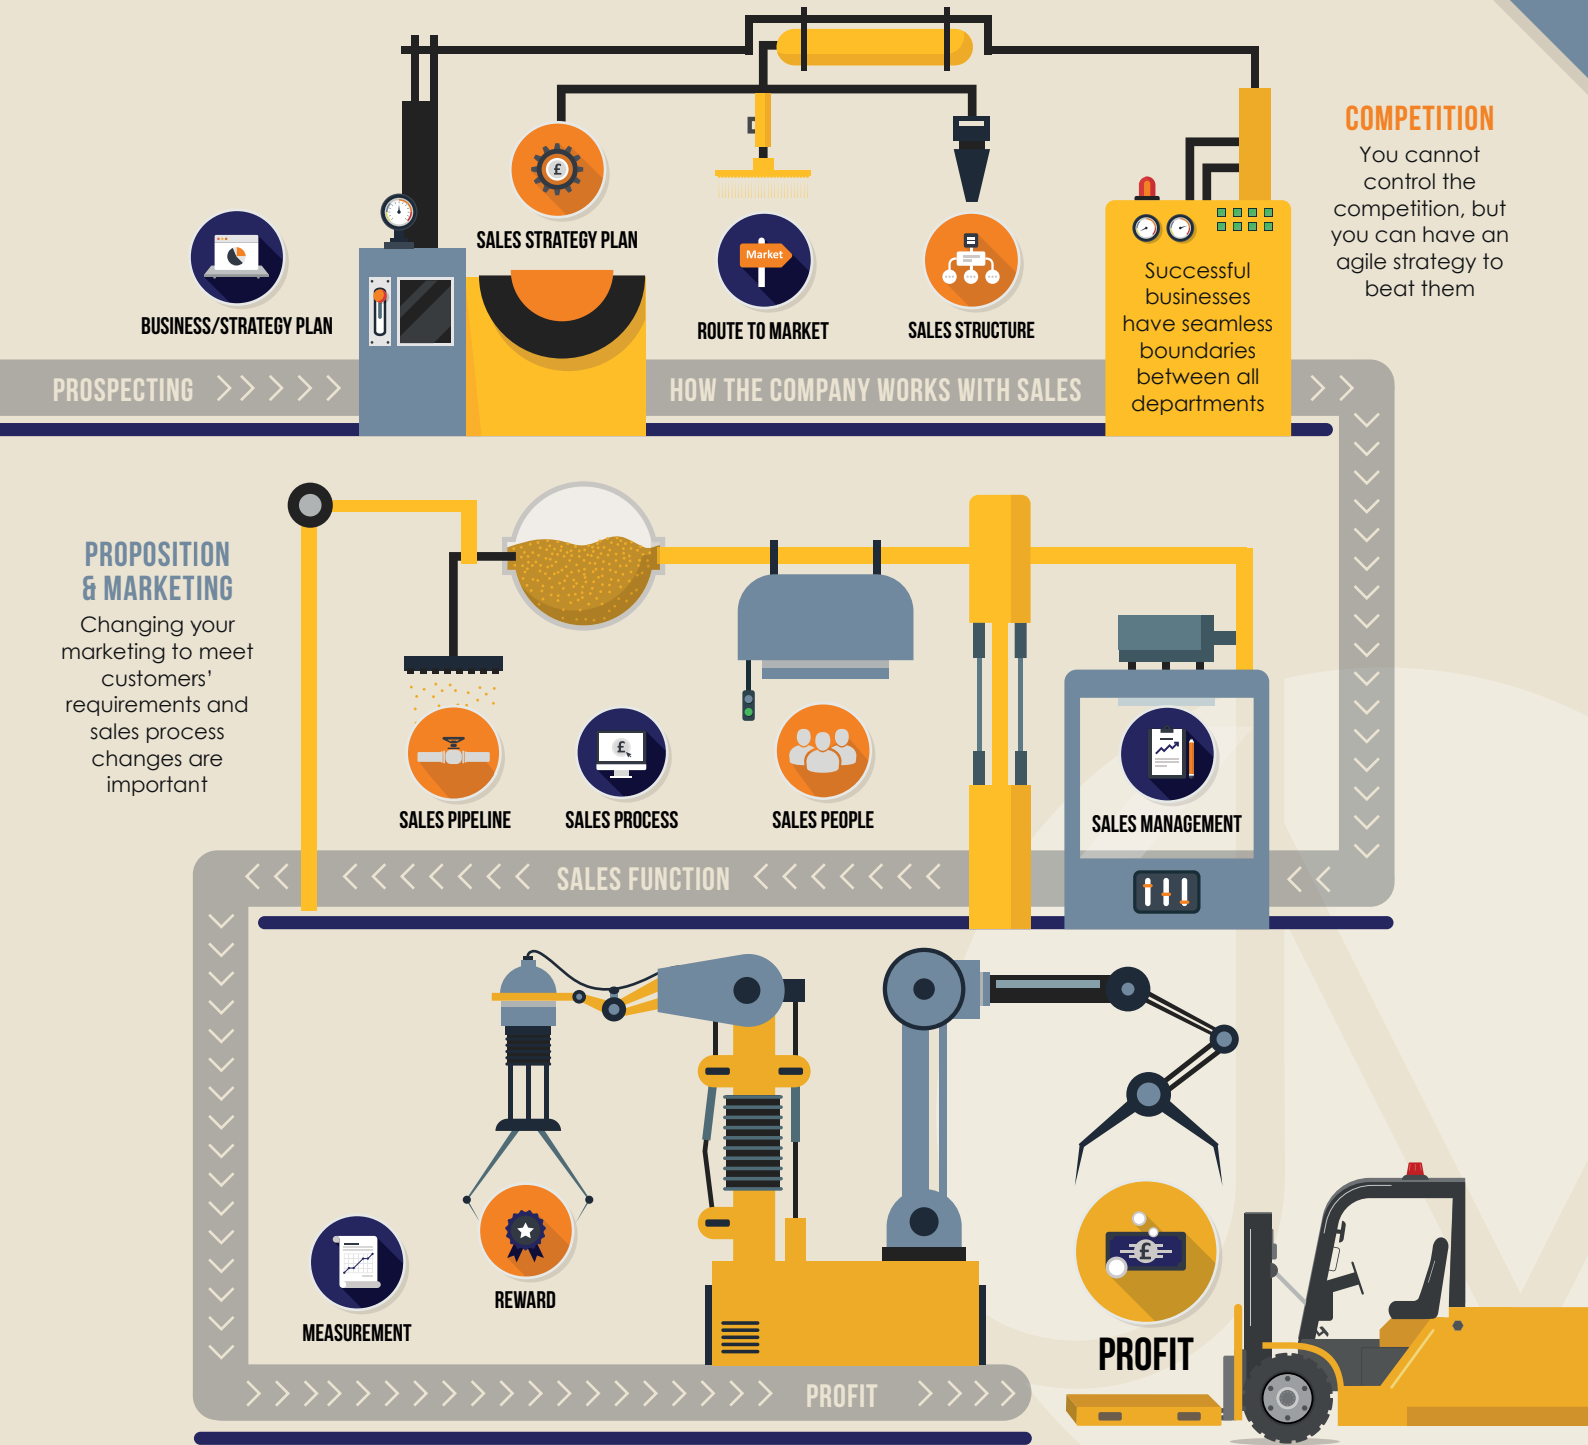 COMPETITION
You cannot
control the
competition, but
you can have an
agile strategy to
beat them
£
SALES STRATEGY PLAN
Market
BUSINESS/STRATEGY PLAN
ROUTE TO MARKET
SALES STRUCTURE
Successful
businesses
have seamless
boundaries
between all
departments
PROSPECTING
HOW THE COMPANY WORKS WITH SALES
PROPOSITION
& MARKETING
Changing your
marketing to meet
customers’
requirements and
sales process
changes are
important
£
SALES PIPELINE
SALES PROCESS
SALES PEOPLE
SALES MANAGEMENT
SALES FUNCTION
£
REWARD
MEASUREMENT
PROFIT
PROFIT